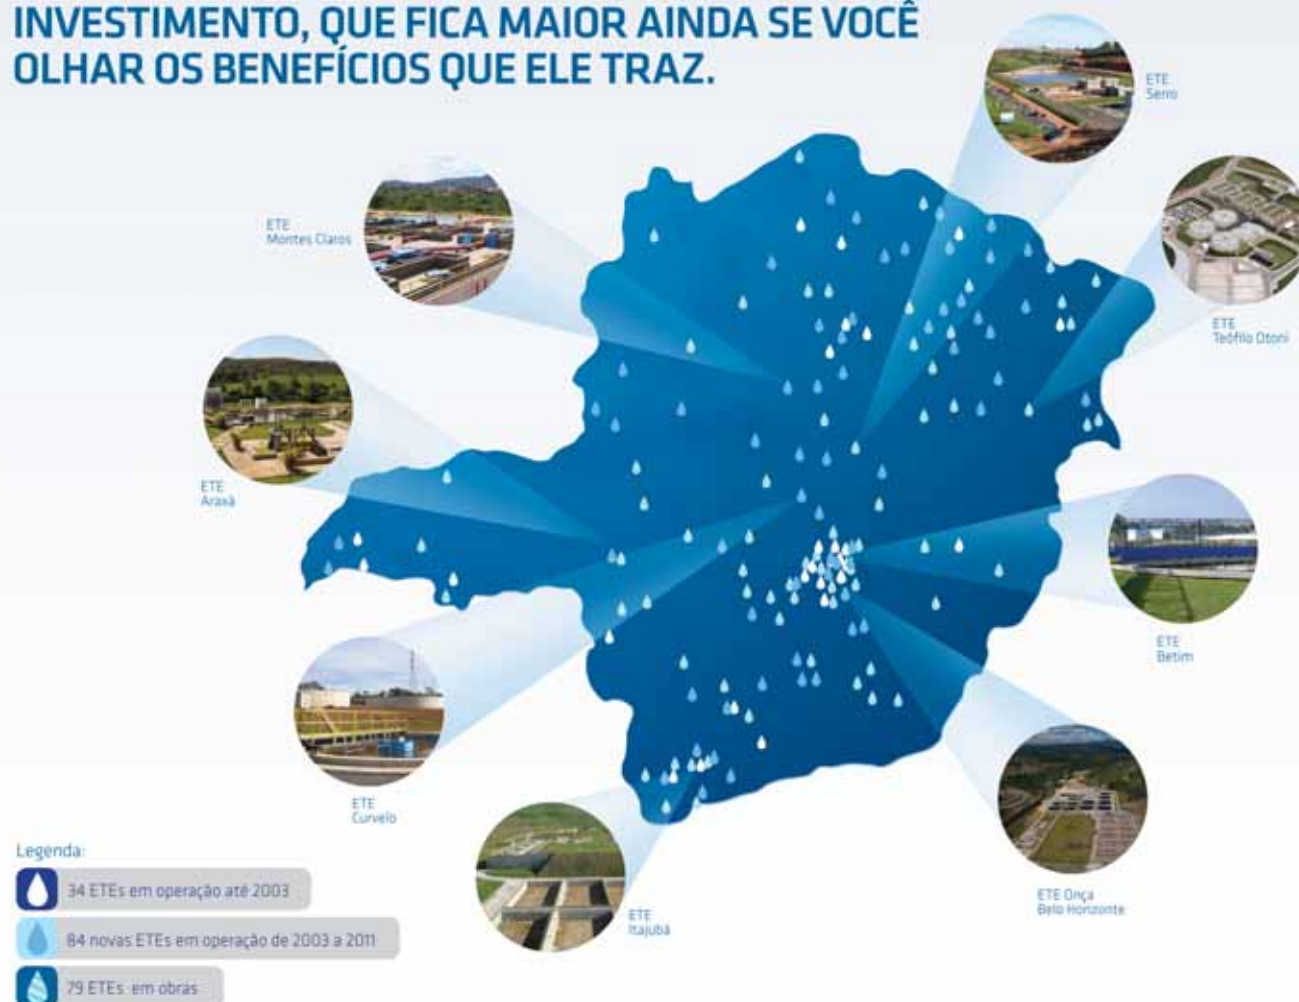 INVESTIMENTO, QUE FICA MAIOR AINDA SE VOCÊ
OLHAR OS BENEFÍCIOS QUE ELE TRAZ.
ETE
Serro
ETE
Montes Claros
ETE
Teófilo Otoni
ETE
Araxá
ETE
Betim
ETE
Curvelo
ETE Onça
Belo Horizonte
ETE
Itajubá
Legenda:
34 ETEs em operação até 2003
84 novas ETEs em operação de 2003 a 2011
79 ETEs em obras